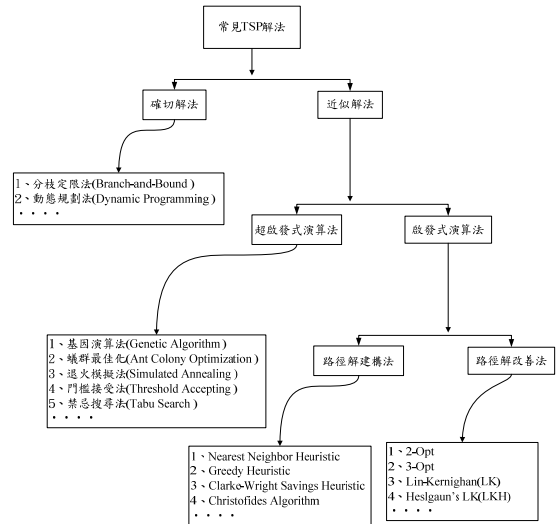 常見TSP解法
確切解法
近似解法
1、分枝定限法(Branch-and-Bound )
2、動態規劃法(Dynamic Programming )
・・・・
超啟發式演算法
啟發式演算法
1、基因演算法(Genetic Algorithm )
2、蟻群最佳化(Ant Colony Optimization )
3、退火模擬法(Simulated Annealing )
4、門檻接受法(Threshold Accepting )
5、禁忌搜尋法(Tabu Search )
・・・・
路徑解建構法
路徑解改善法
1、Nearest Neighbor Heuristic
2、Greedy Heuristic
3、Clarke-Wright Savings Heuristic
4、Christofides Algorithm
・・・・
1、2-Opt
2、3-Opt
3、Lin-Kernighan(LK)
4、Heslgaun’s LK(LKH)
・・・・